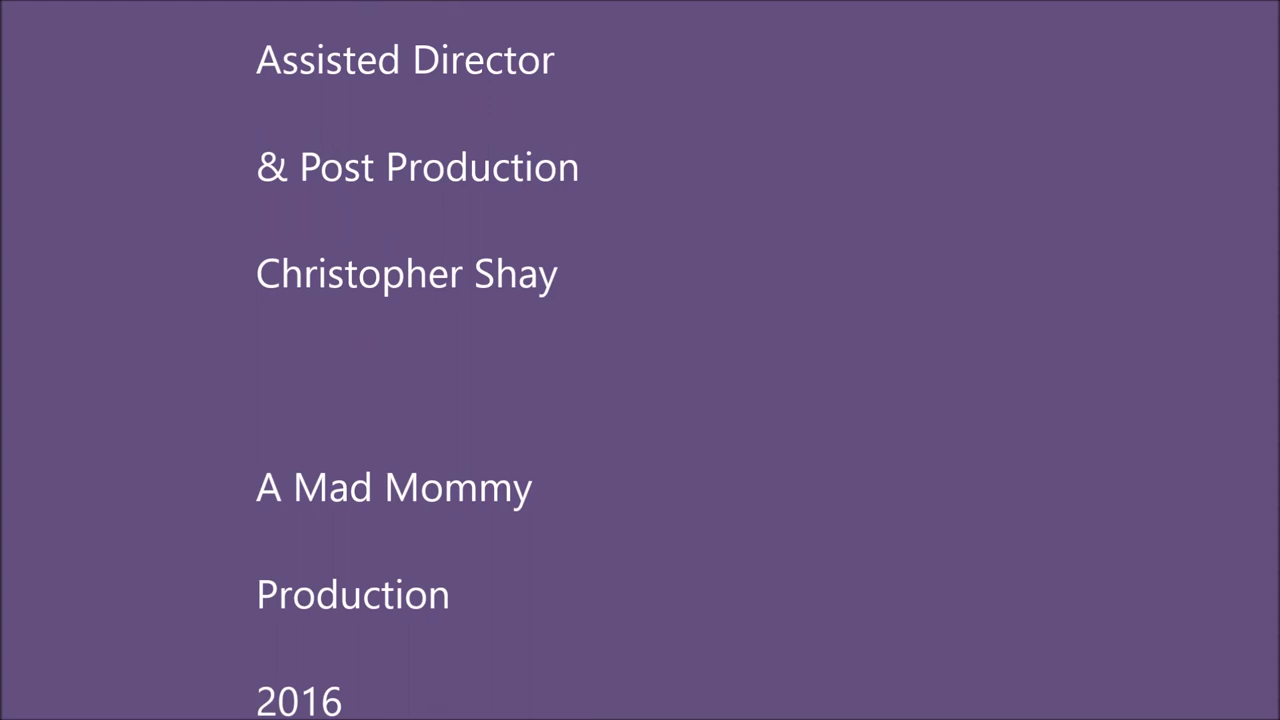 Assisted Director
& Post Production
Christopher Shay
A Mad Mommy
Production
2016